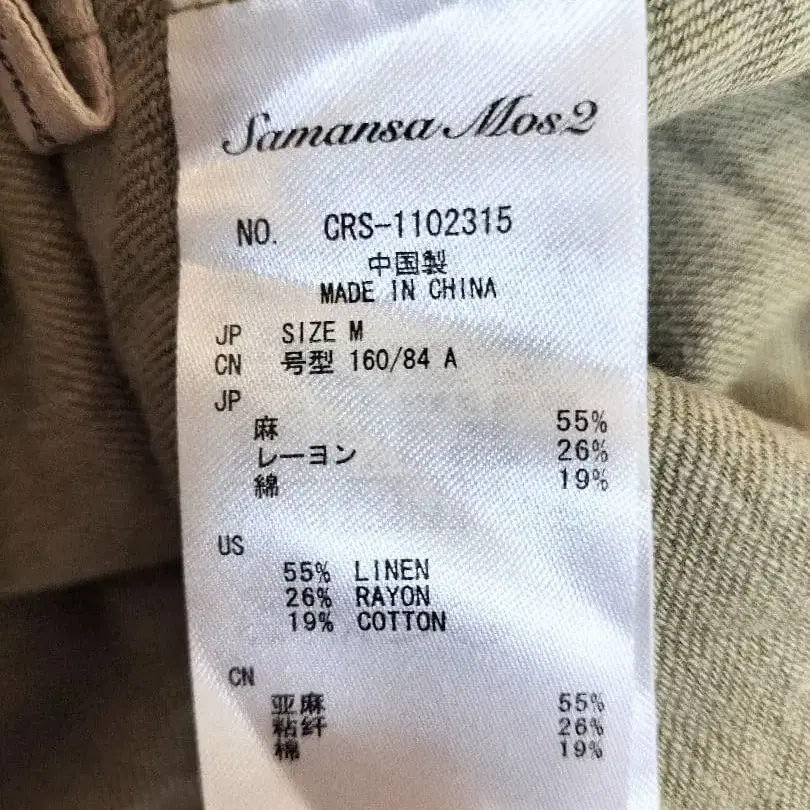 Samansa Mos2
NO. CRS-1102315
中国製
MADE IN CHINA
JP SIZE M
CN 号型 160/84 A
JP
麻 55%
レーヨン 26%
綿 19%
US
55% LINEN
26% RAYON
19% COTTON
CN
亚麻 55%
粘纤 26%
棉 19%